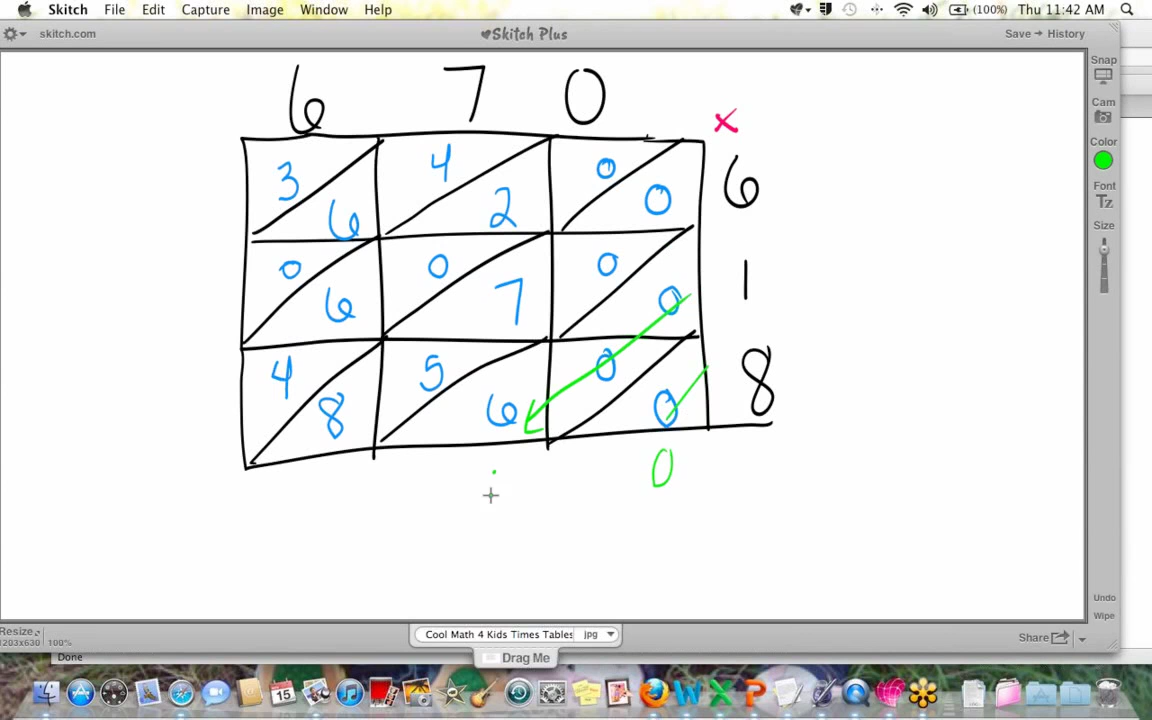 Skitch File Edit Capture Image Window Help (100%) Thu 11:42 AM
skitch.com Skitch Plus Save → History
Snap
Cam
Color
Font
Tz
Size
6 7 0
×
3 4 0 6
6 2 0
0 0 0 1
6 7 0
4 5 0 8
8 6 0
0
Undo
Wipe
Resize
1203x630 100%
Cool Math 4 Kids Times Tables jpg
Share
Drag Me
Done
15